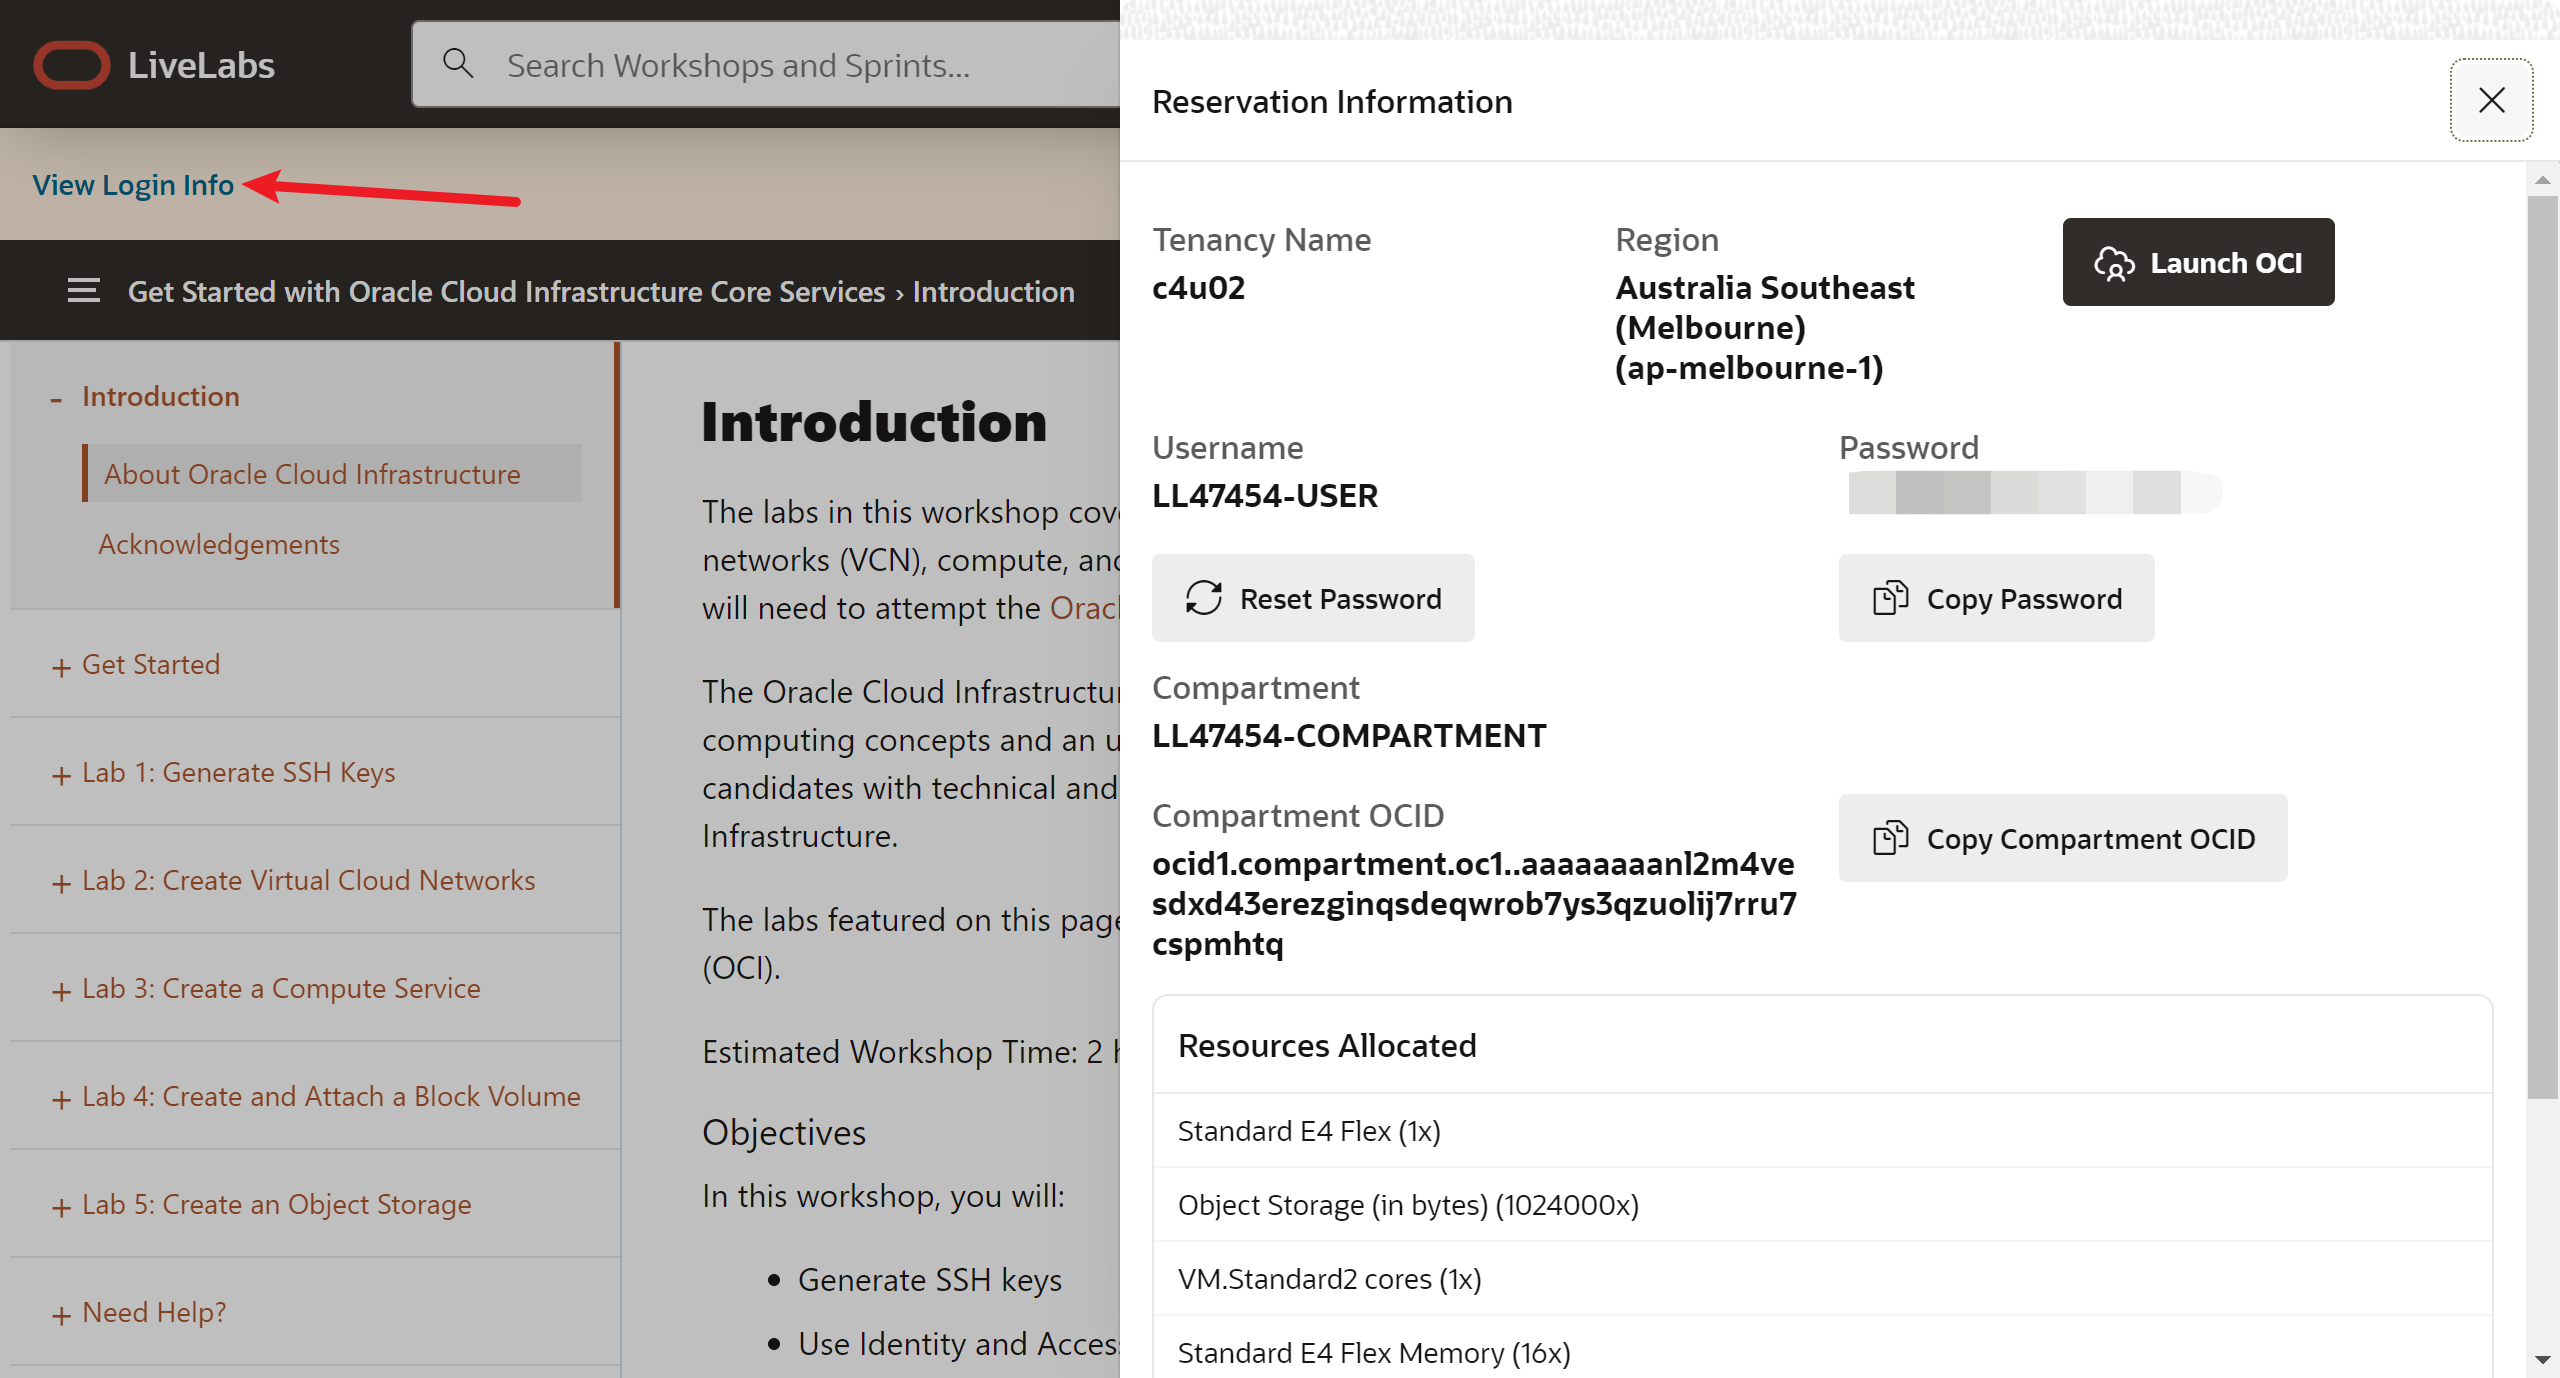 LiveLabs
Search Workshops and Sprints...
View Login Info
Get Started with Oracle Cloud Infrastructure Core Services › Introduction
- Introduction
About Oracle Cloud Infrastructure
Acknowledgements
+ Get Started
+ Lab 1: Generate SSH Keys
+ Lab 2: Create Virtual Cloud Networks
+ Lab 3: Create a Compute Service
+ Lab 4: Create and Attach a Block Volume
+ Lab 5: Create an Object Storage
+ Need Help?
Introduction
The labs in this workshop
networks (VCN), compute,
will need to attempt the
The Oracle Cloud
computing concepts and an
candidates with technical and
Infrastructure.
The labs featured on this
(OCI).
Estimated Workshop Time: 2
Objectives
In this workshop, you will:
• Generate SSH keys
• Use Identity and
Reservation Information
Tenancy Name
c4u02
Region
Australia Southeast
(Melbourne)
(ap-melbourne-1)
Launch OCI
Username
LL47454-USER
Password
Reset Password
Copy Password
Compartment
LL47454-COMPARTMENT
Compartment OCID
ocid1.compartment.oc1..aaaaaaaanl2m4ve
sdxd43erezginqsdeqwrob7ys3qzuolij7rru7
cspmhtq
Copy Compartment OCID
Resources Allocated
Standard E4 Flex (1x)
Object Storage (in bytes) (1024000x)
VM.Standard2 cores (1x)
Standard E4 Flex Memory (16x)